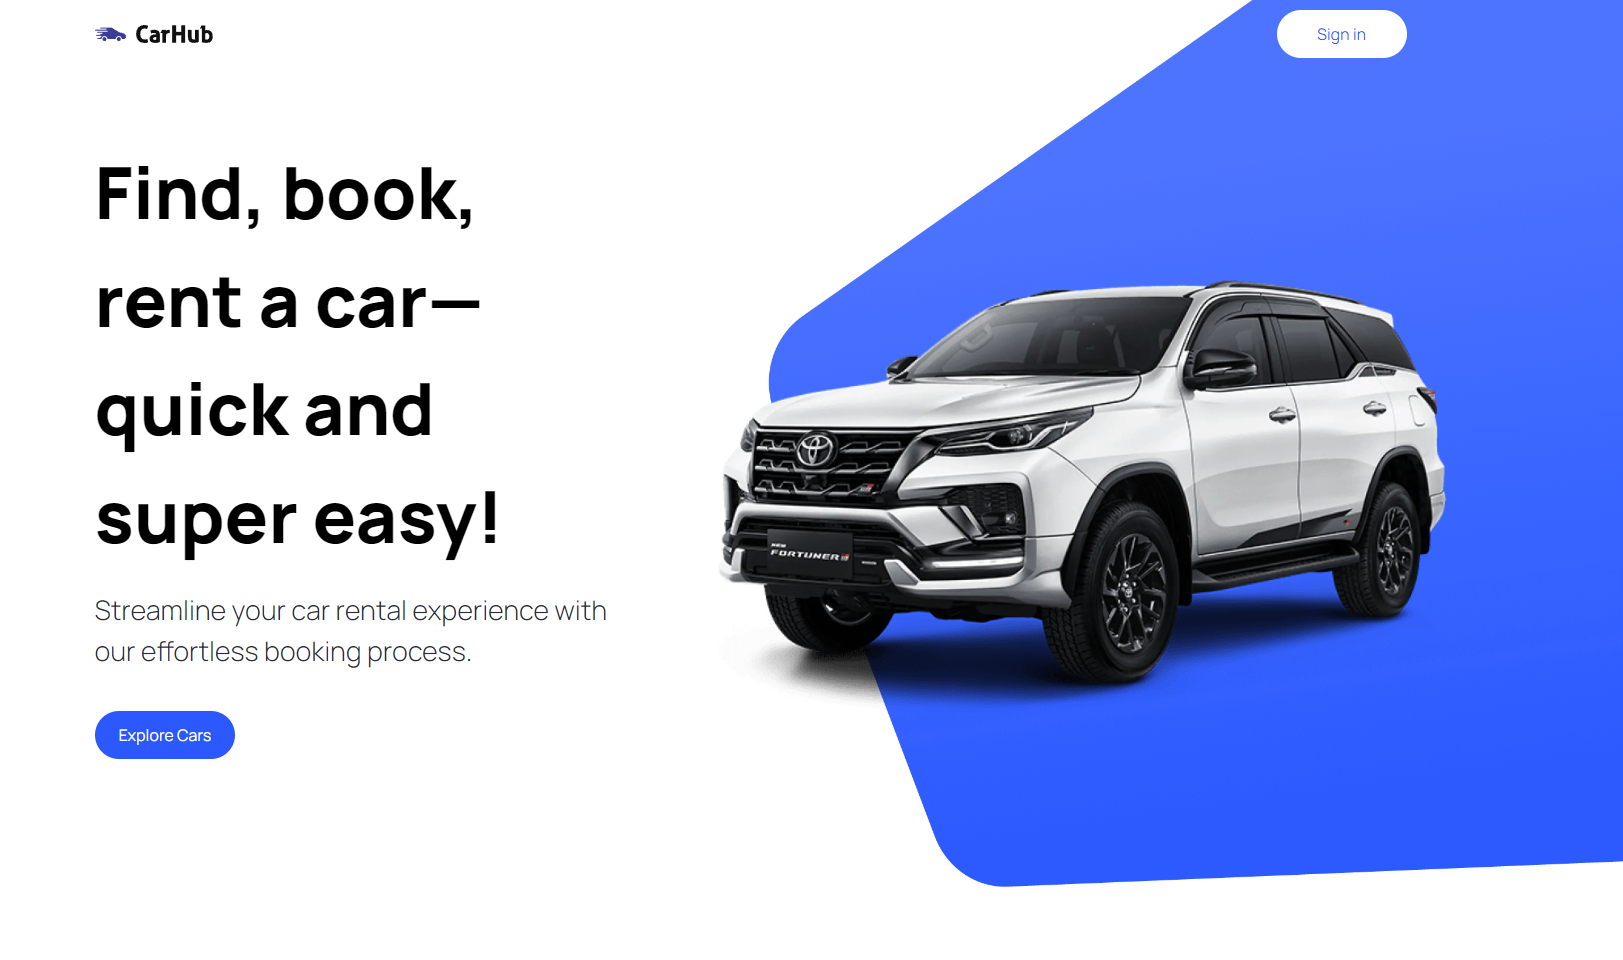 CarHub
Sign in
Find, book,
rent a car—
quick and
super easy!
Streamline your car rental experience with
our effortless booking process.
Explore Cars
NEW
FORTUNER